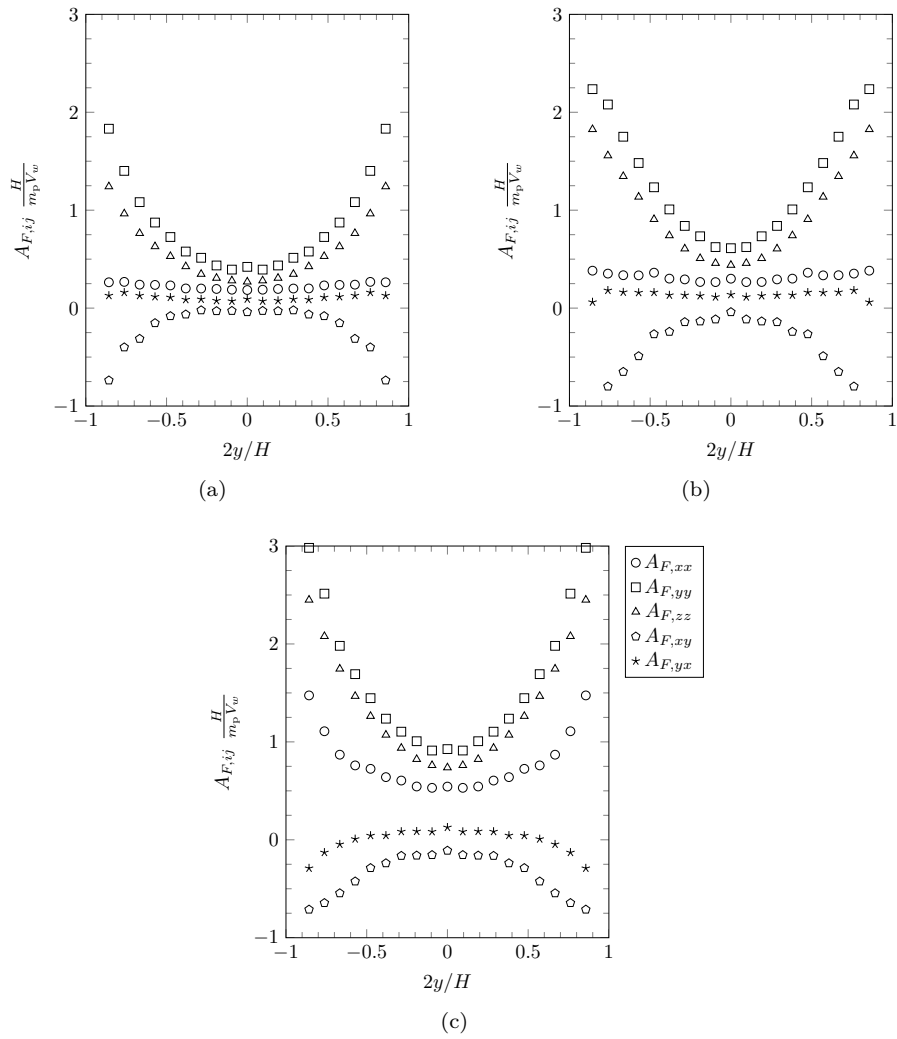 3
2
1
0
−1
−1 −0.5 0 0.5 1
2y/H
A_{F,ij} H/(m_p V_w)
(a)
3
2
1
0
−1
−1 −0.5 0 0.5 1
2y/H
A_{F,ij} H/(m_p V_w)
(b)
3
2
1
0
−1
−1 −0.5 0 0.5 1
2y/H
A_{F,ij} H/(m_p V_w)
A_{F,xx}
A_{F,yy}
A_{F,zz}
A_{F,xy}
A_{F,yx}
(c)